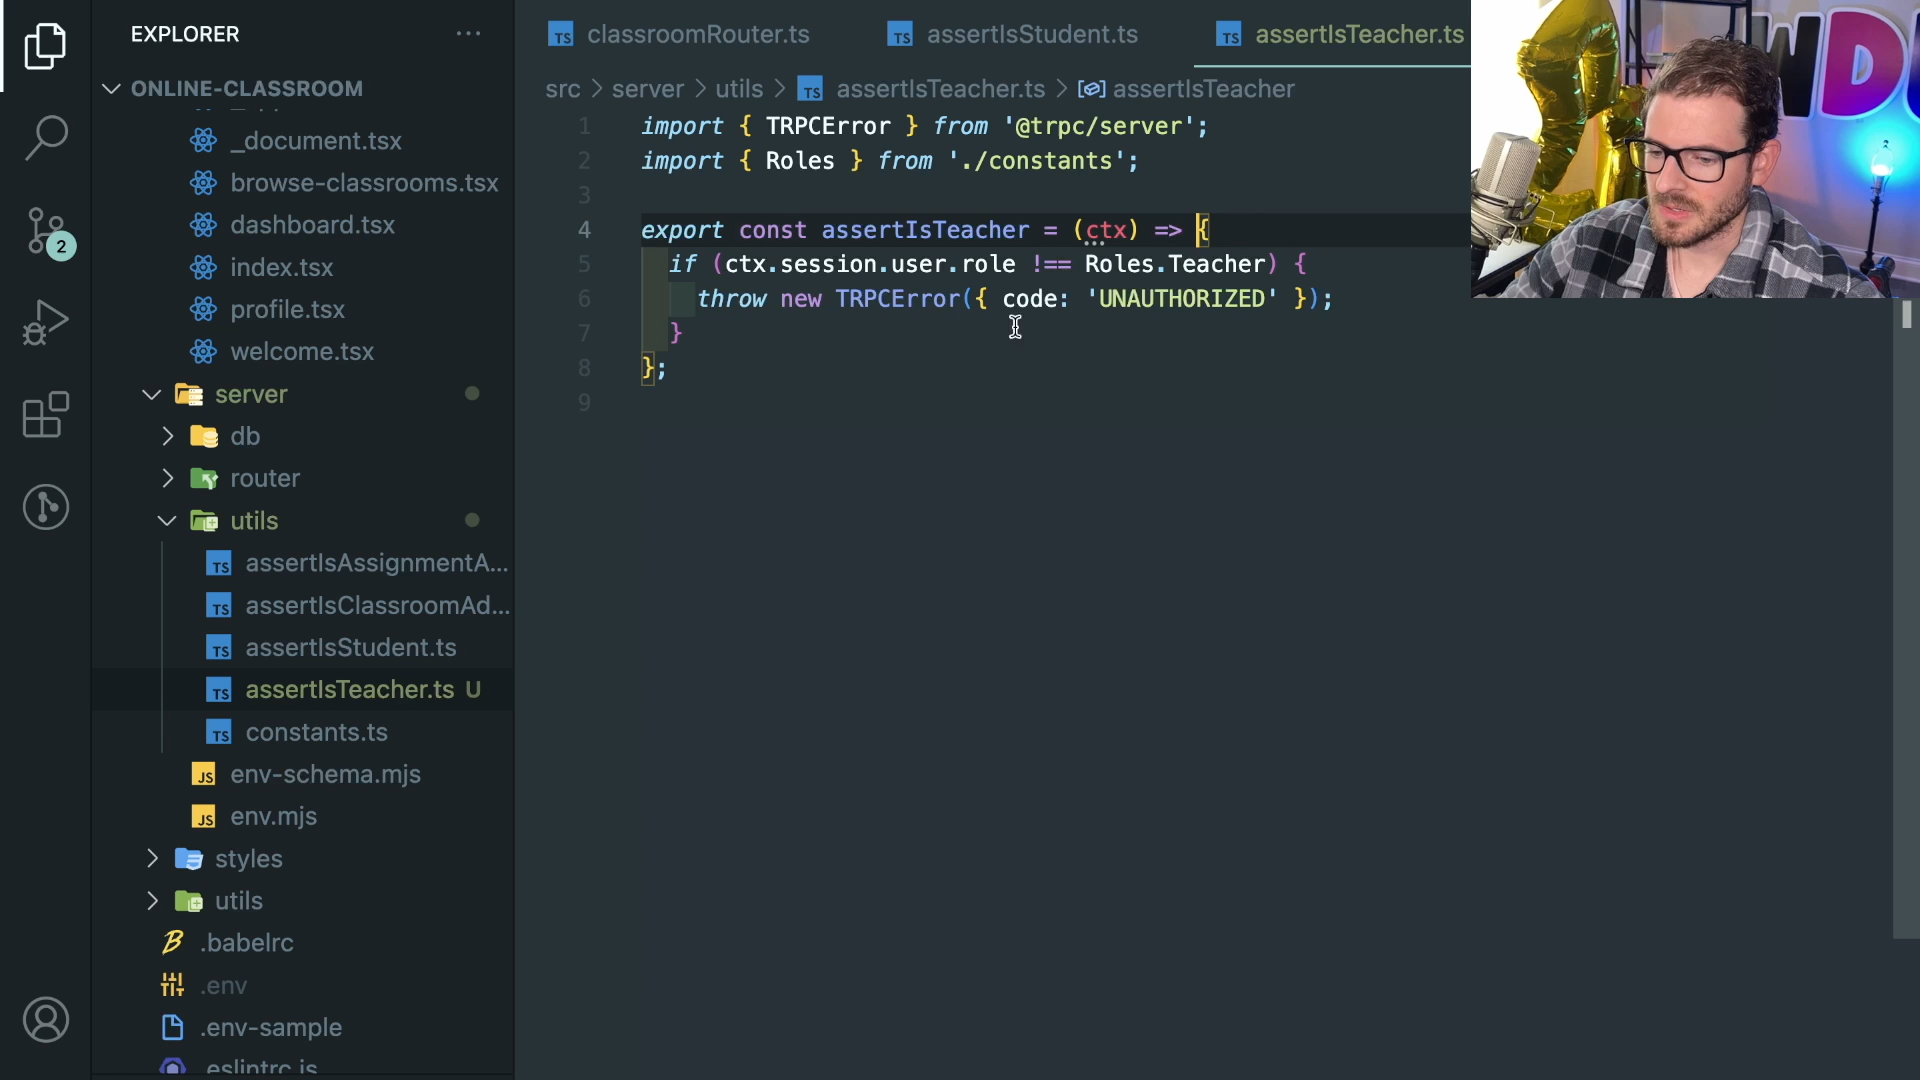 EXPLORER
ONLINE-CLASSROOM
_document.tsx
browse-classrooms.tsx
dashboard.tsx
index.tsx
profile.tsx
welcome.tsx
server
db
router
utils
assertIsAssignmentA...
assertIsClassroomAd...
assertIsStudent.ts
assertIsTeacher.ts U
constants.ts
env-schema.mjs
env.mjs
styles
utils
.babelrc
.env
.env-sample
2
classroomRouter.ts
assertIsStudent.ts
assertIsTeacher.ts
src > server > utils > TS assertIsTeacher.ts > assertIsTeacher
1 import { TRPCError } from '@trpc/server';
2 import { Roles } from './constants';
3
4 export const assertIsTeacher = (ctx) => {
5 if (ctx.session.user.role !== Roles.Teacher) {
6 throw new TRPCError({ code: 'UNAUTHORIZED' });
7 }
8 };
9
WD